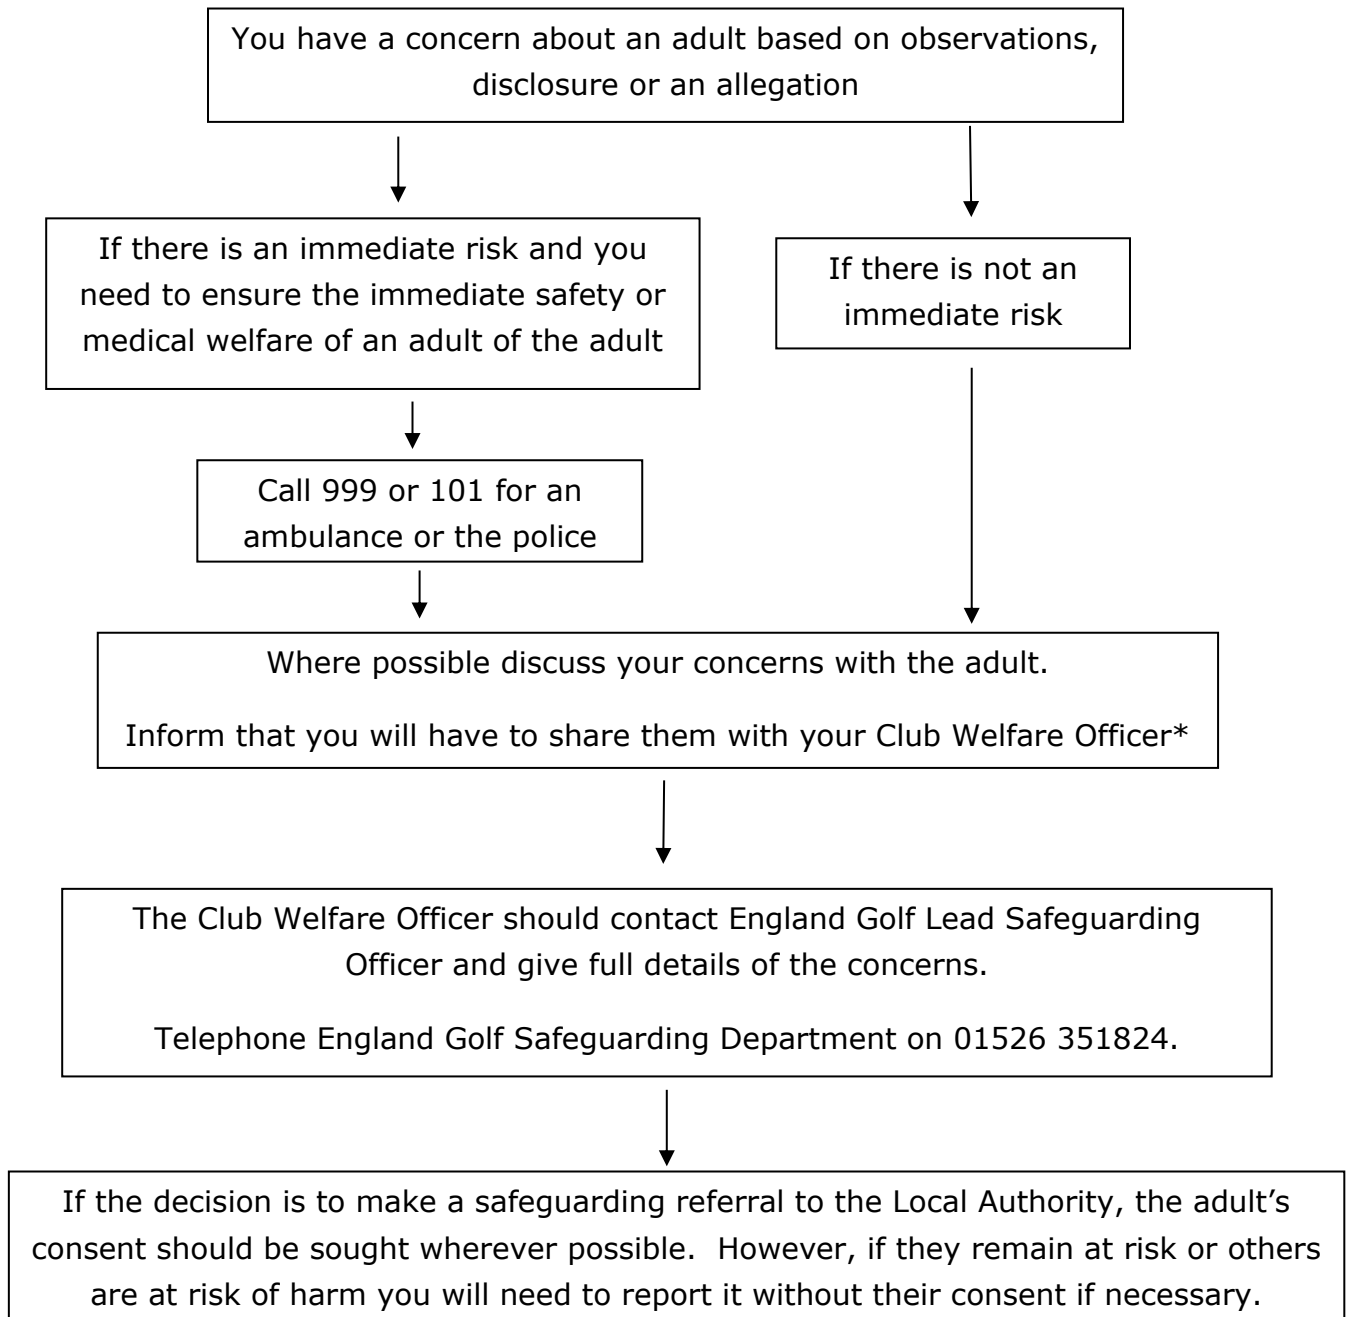 You have a concern about an adult based on observations,
disclosure or an allegation
If there is an immediate risk and you
need to ensure the immediate safety or
medical welfare of an adult of the adult
If there is not an
immediate risk
Call 999 or 101 for an
ambulance or the police
Where possible discuss your concerns with the adult.
Inform that you will have to share them with your Club Welfare Officer*
The Club Welfare Officer should contact England Golf Lead Safeguarding
Officer and give full details of the concerns.
Telephone England Golf Safeguarding Department on 01526 351824.
If the decision is to make a safeguarding referral to the Local Authority, the adult’s
consent should be sought wherever possible.  However, if they remain at risk or others
are at risk of harm you will need to report it without their consent if necessary.